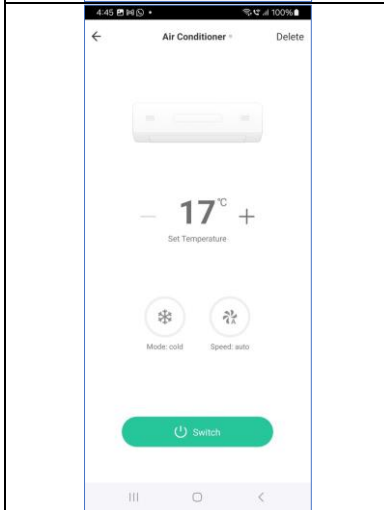 4:45 100%
Air Conditioner Delete
17 °C
Set Temperature
A
Mode: cold Speed: auto
Switch